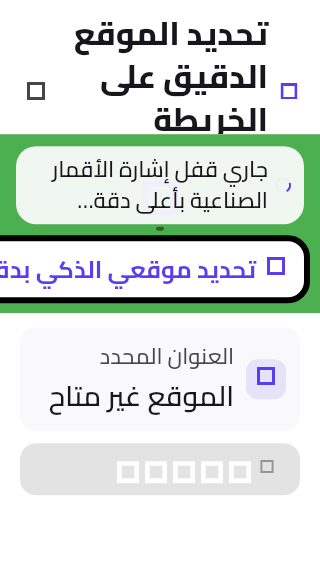 تحديد الموقع
الدقيق على
الخريطة
جاري قفل إشارة الأقمار
الصناعية بأعلى دقة...
تحديد موقعي الذكي
العنوان المحدد
الموقع غير متاح